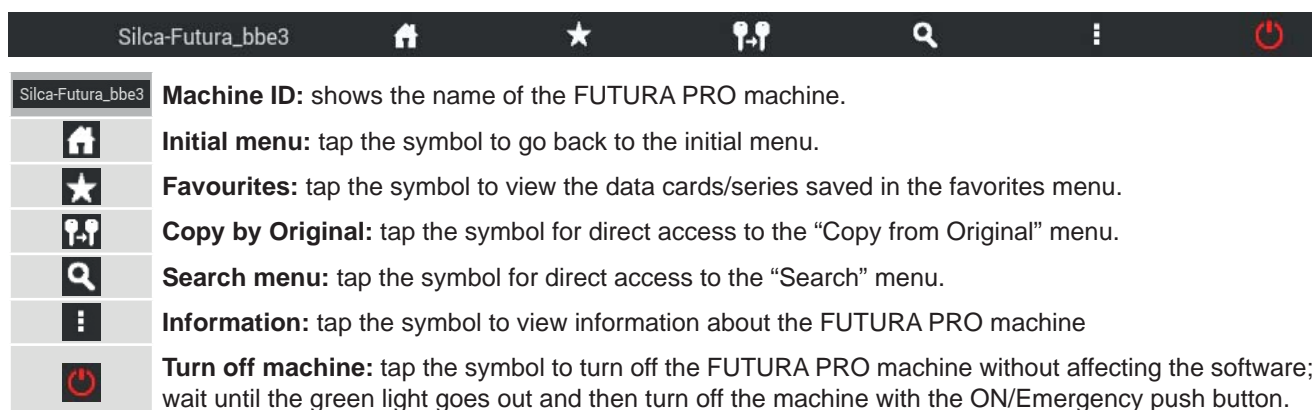 Silca-Futura_bbe3
Silca-Futura_bbe3 Machine ID: shows the name of the FUTURA PRO machine.
Initial menu: tap the symbol to go back to the initial menu.
Favourites: tap the symbol to view the data cards/series saved in the favorites menu.
Copy by Original: tap the symbol for direct access to the “Copy from Original” menu.
Search menu: tap the symbol for direct access to the “Search” menu.
Information: tap the symbol to view information about the FUTURA PRO machine
Turn off machine: tap the symbol to turn off the FUTURA PRO machine without affecting the software;
wait until the green light goes out and then turn off the machine with the ON/Emergency push button.